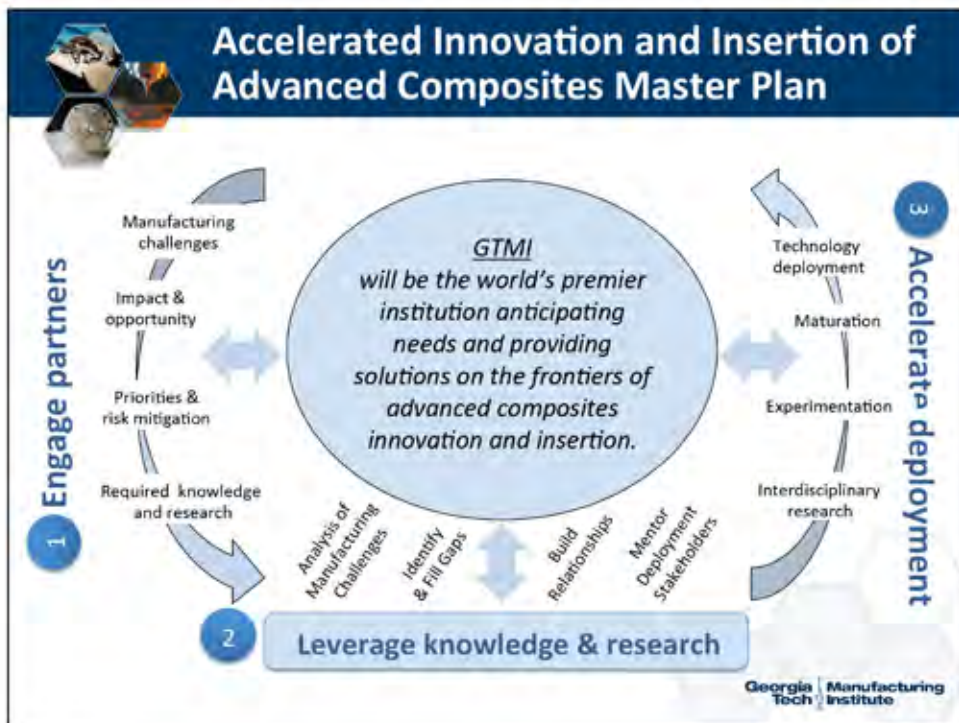 Accelerated Innovation and Insertion of
Advanced Composites Master Plan
1
Engage partners
Manufacturing
challenges
Impact &
opportunity
Priorities &
risk mitigation
Required knowledge
and research
GTMI
will be the world's premier
institution anticipating
needs and providing
solutions on the frontiers of
advanced composites
innovation and insertion.
Analysis of
Manufacturing
Challenges
Identify
& Fill Gaps
Build
Relationships
Mentor
Deployment
Stakeholders
2
Leverage knowledge & research
3
Accelerate deployment
Technology
deployment
Maturation
Experimentation
Interdisciplinary
research
Georgia Tech
Manufacturing Institute